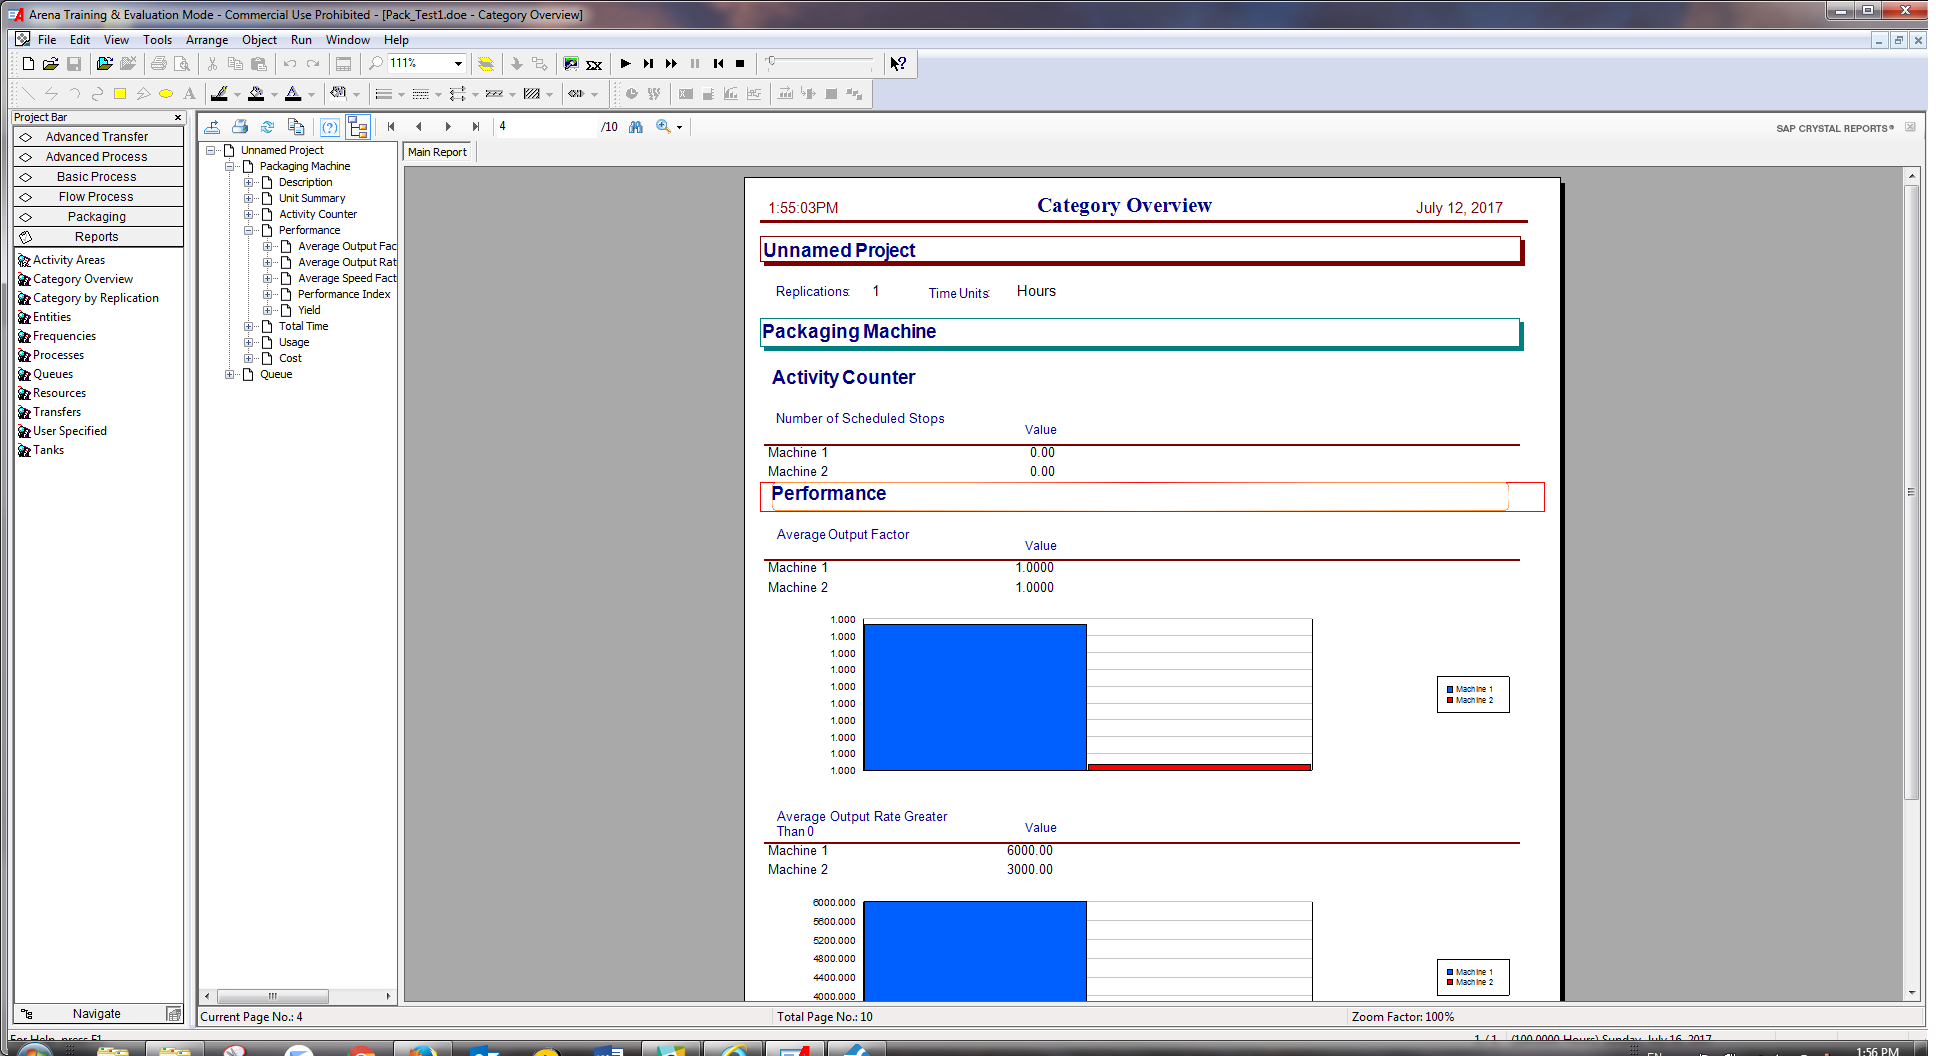 Arena Training & Evaluation Mode - Commercial Use Prohibited - [Pack_Test1.doe - Category Overview]
File Edit View Tools Arrange Object Run Window Help
111%
Project Bar
Advanced Transfer
Advanced Process
Basic Process
Flow Process
Packaging
Reports
Activity Areas
Category Overview
Category by Replication
Entities
Frequencies
Processes
Queues
Resources
Transfers
User Specified
Tanks
Navigate
4 /10
SAP CRYSTAL REPORTS®
Unnamed Project
Packaging Machine
Description
Unit Summary
Activity Counter
Performance
Average Output Fac
Average Output Rat
Average Speed Fact
Performance Index
Yield
Total Time
Usage
Cost
Queue
Main Report
1:55:03PM Category Overview July 12, 2017
Unnamed Project
Replications: 1 Time Units: Hours
Packaging Machine
Activity Counter
Number of Scheduled Stops
Value
Machine 1 0.00
Machine 2 0.00
Performance
Average Output Factor
Value
Machine 1 1.0000
Machine 2 1.0000
1.000
1.000
1.000
1.000
1.000
1.000
1.000
1.000
1.000
1.000
Machine 1
Machine 2
Average Output Rate Greater
Than 0 Value
Machine 1 6000.00
Machine 2 3000.00
6000.000
5600.000
5200.000
4800.000
4400.000
4000.000
Machine 1
Machine 2
Current Page No.: 4 Total Page No.: 10 Zoom Factor: 100%
For Help, press F1 1 / 1 (100.0000 Hours) Sunday, July 16, 2017
EN 1:56 PM